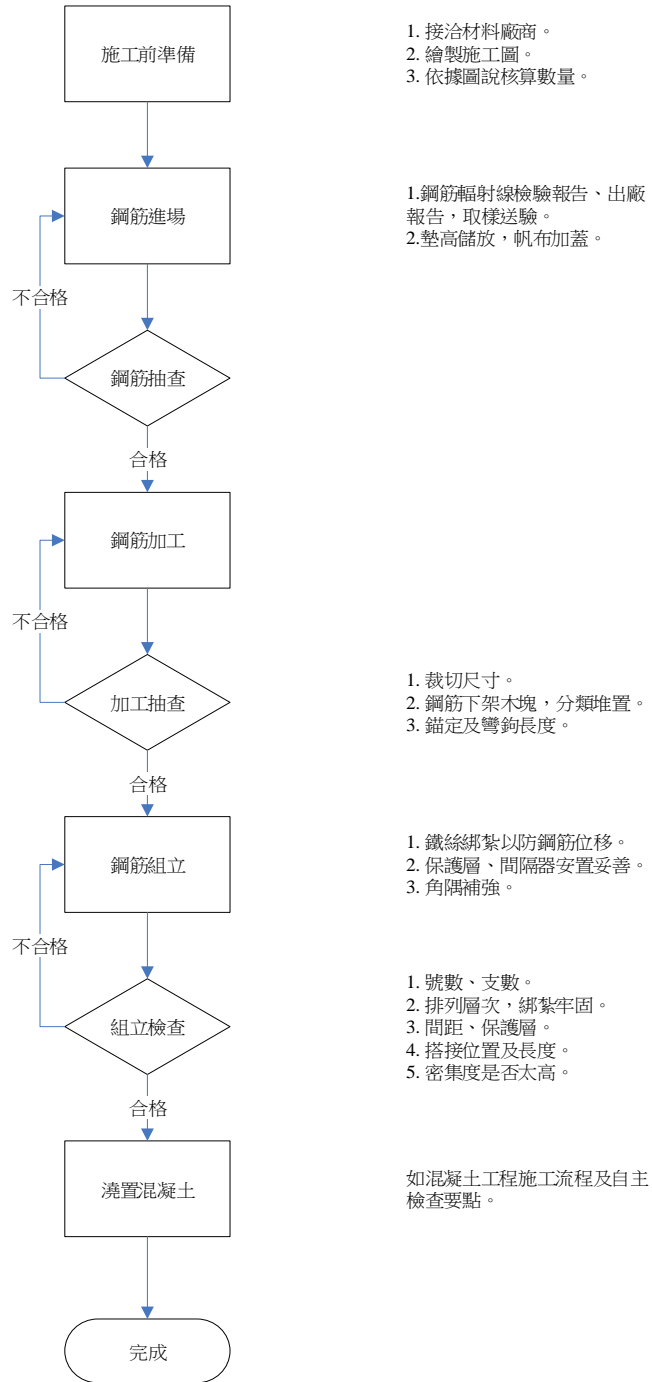 施工前準備
1. 接洽材料廠商。
2. 繪製施工圖。
3. 依據圖說核算數量。
鋼筋進場
1.鋼筋輻射線檢驗報告、出廠
報告，取樣送驗。
2.墊高儲放，帆布加蓋。
不合格
鋼筋抽查
合格
鋼筋加工
不合格
加工抽查
1. 裁切尺寸。
2. 鋼筋下架木塊，分類堆置。
3. 錨定及彎鉤長度。
合格
鋼筋組立
1. 鐵絲綁紮以防鋼筋位移。
2. 保護層、間隔器安置妥善。
3. 角隅補強。
不合格
組立檢查
1. 號數、支數。
2. 排列層次，綁紮牢固。
3. 間距、保護層。
4. 搭接位置及長度。
5. 密集度是否太高。
合格
澆置混凝土
如混凝土工程施工流程及自主
檢查要點。
完成